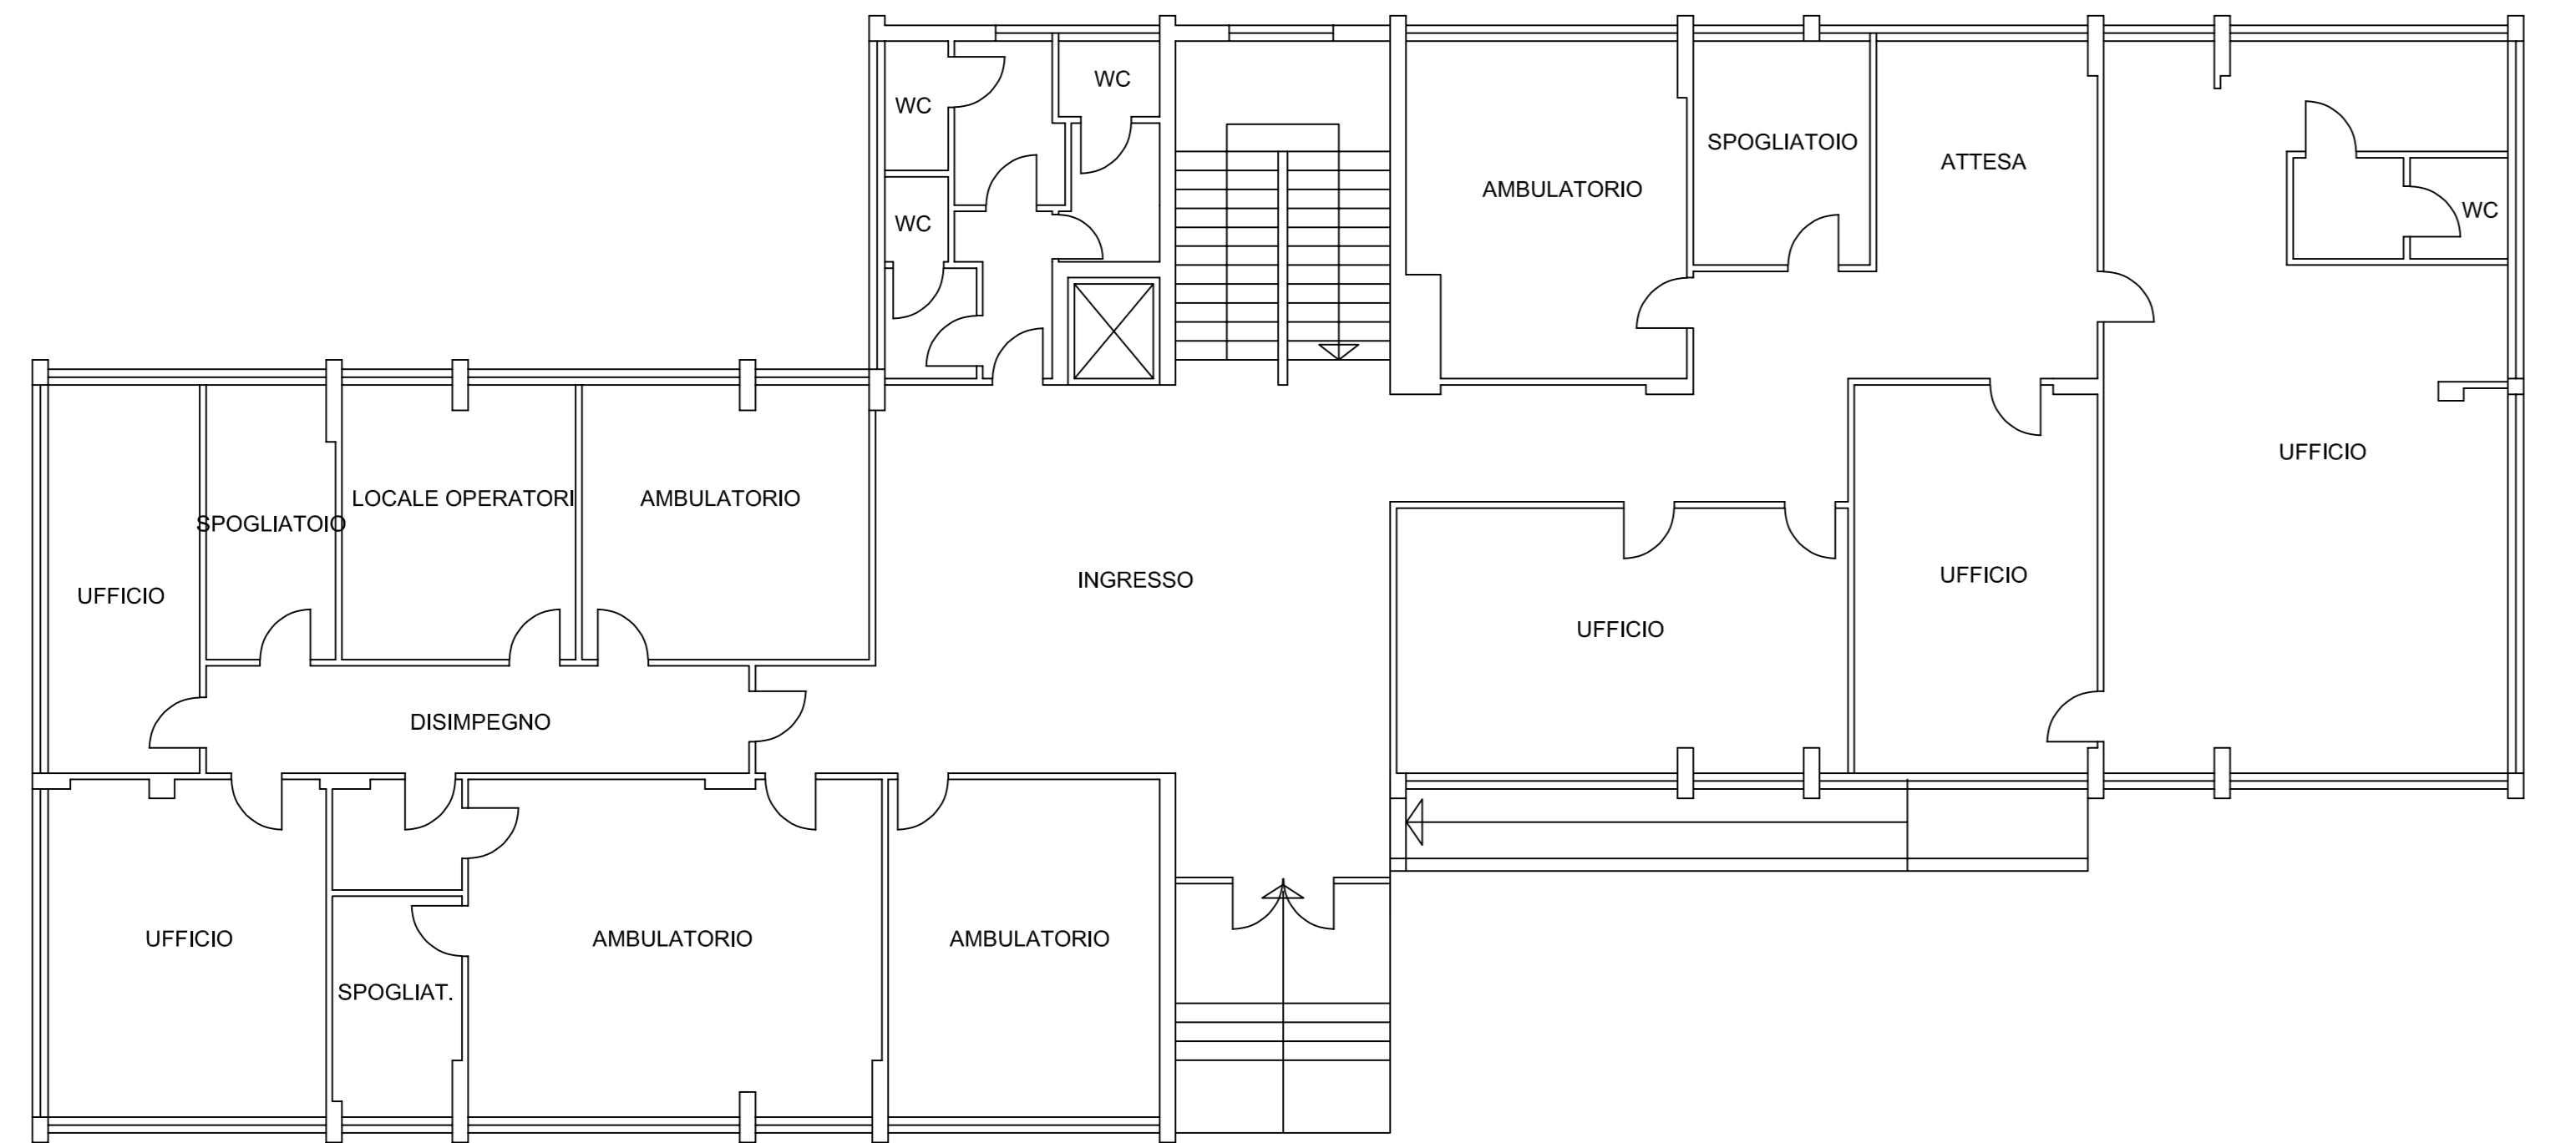 WC
WC
SPOGLIATOIO
ATTESA
AMBULATORIO
WC
WC
UFFICIO
LOCALE OPERATORI
AMBULATORIO
SPOGLIATOIO
UFFICIO
INGRESSO
UFFICIO
UFFICIO
DISIMPEGNO
UFFICIO
AMBULATORIO
AMBULATORIO
SPOGLIAT.